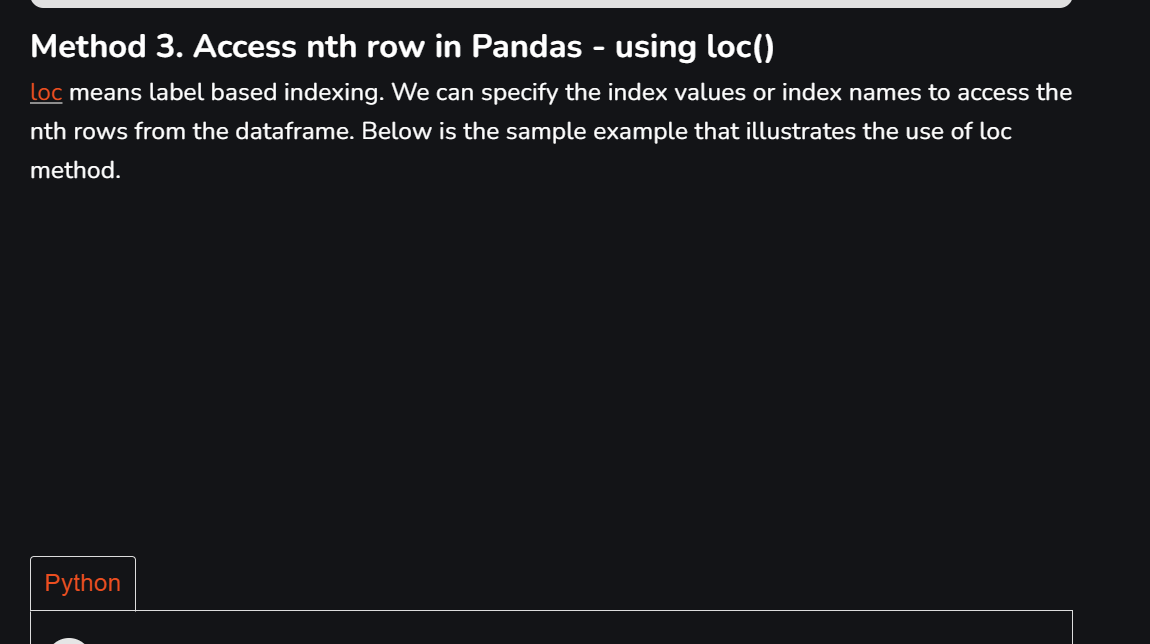 Method 3. Access nth row in Pandas - using loc()
loc means label based indexing. We can specify the index values or index names to access the
nth rows from the dataframe. Below is the sample example that illustrates the use of loc
method.
Python